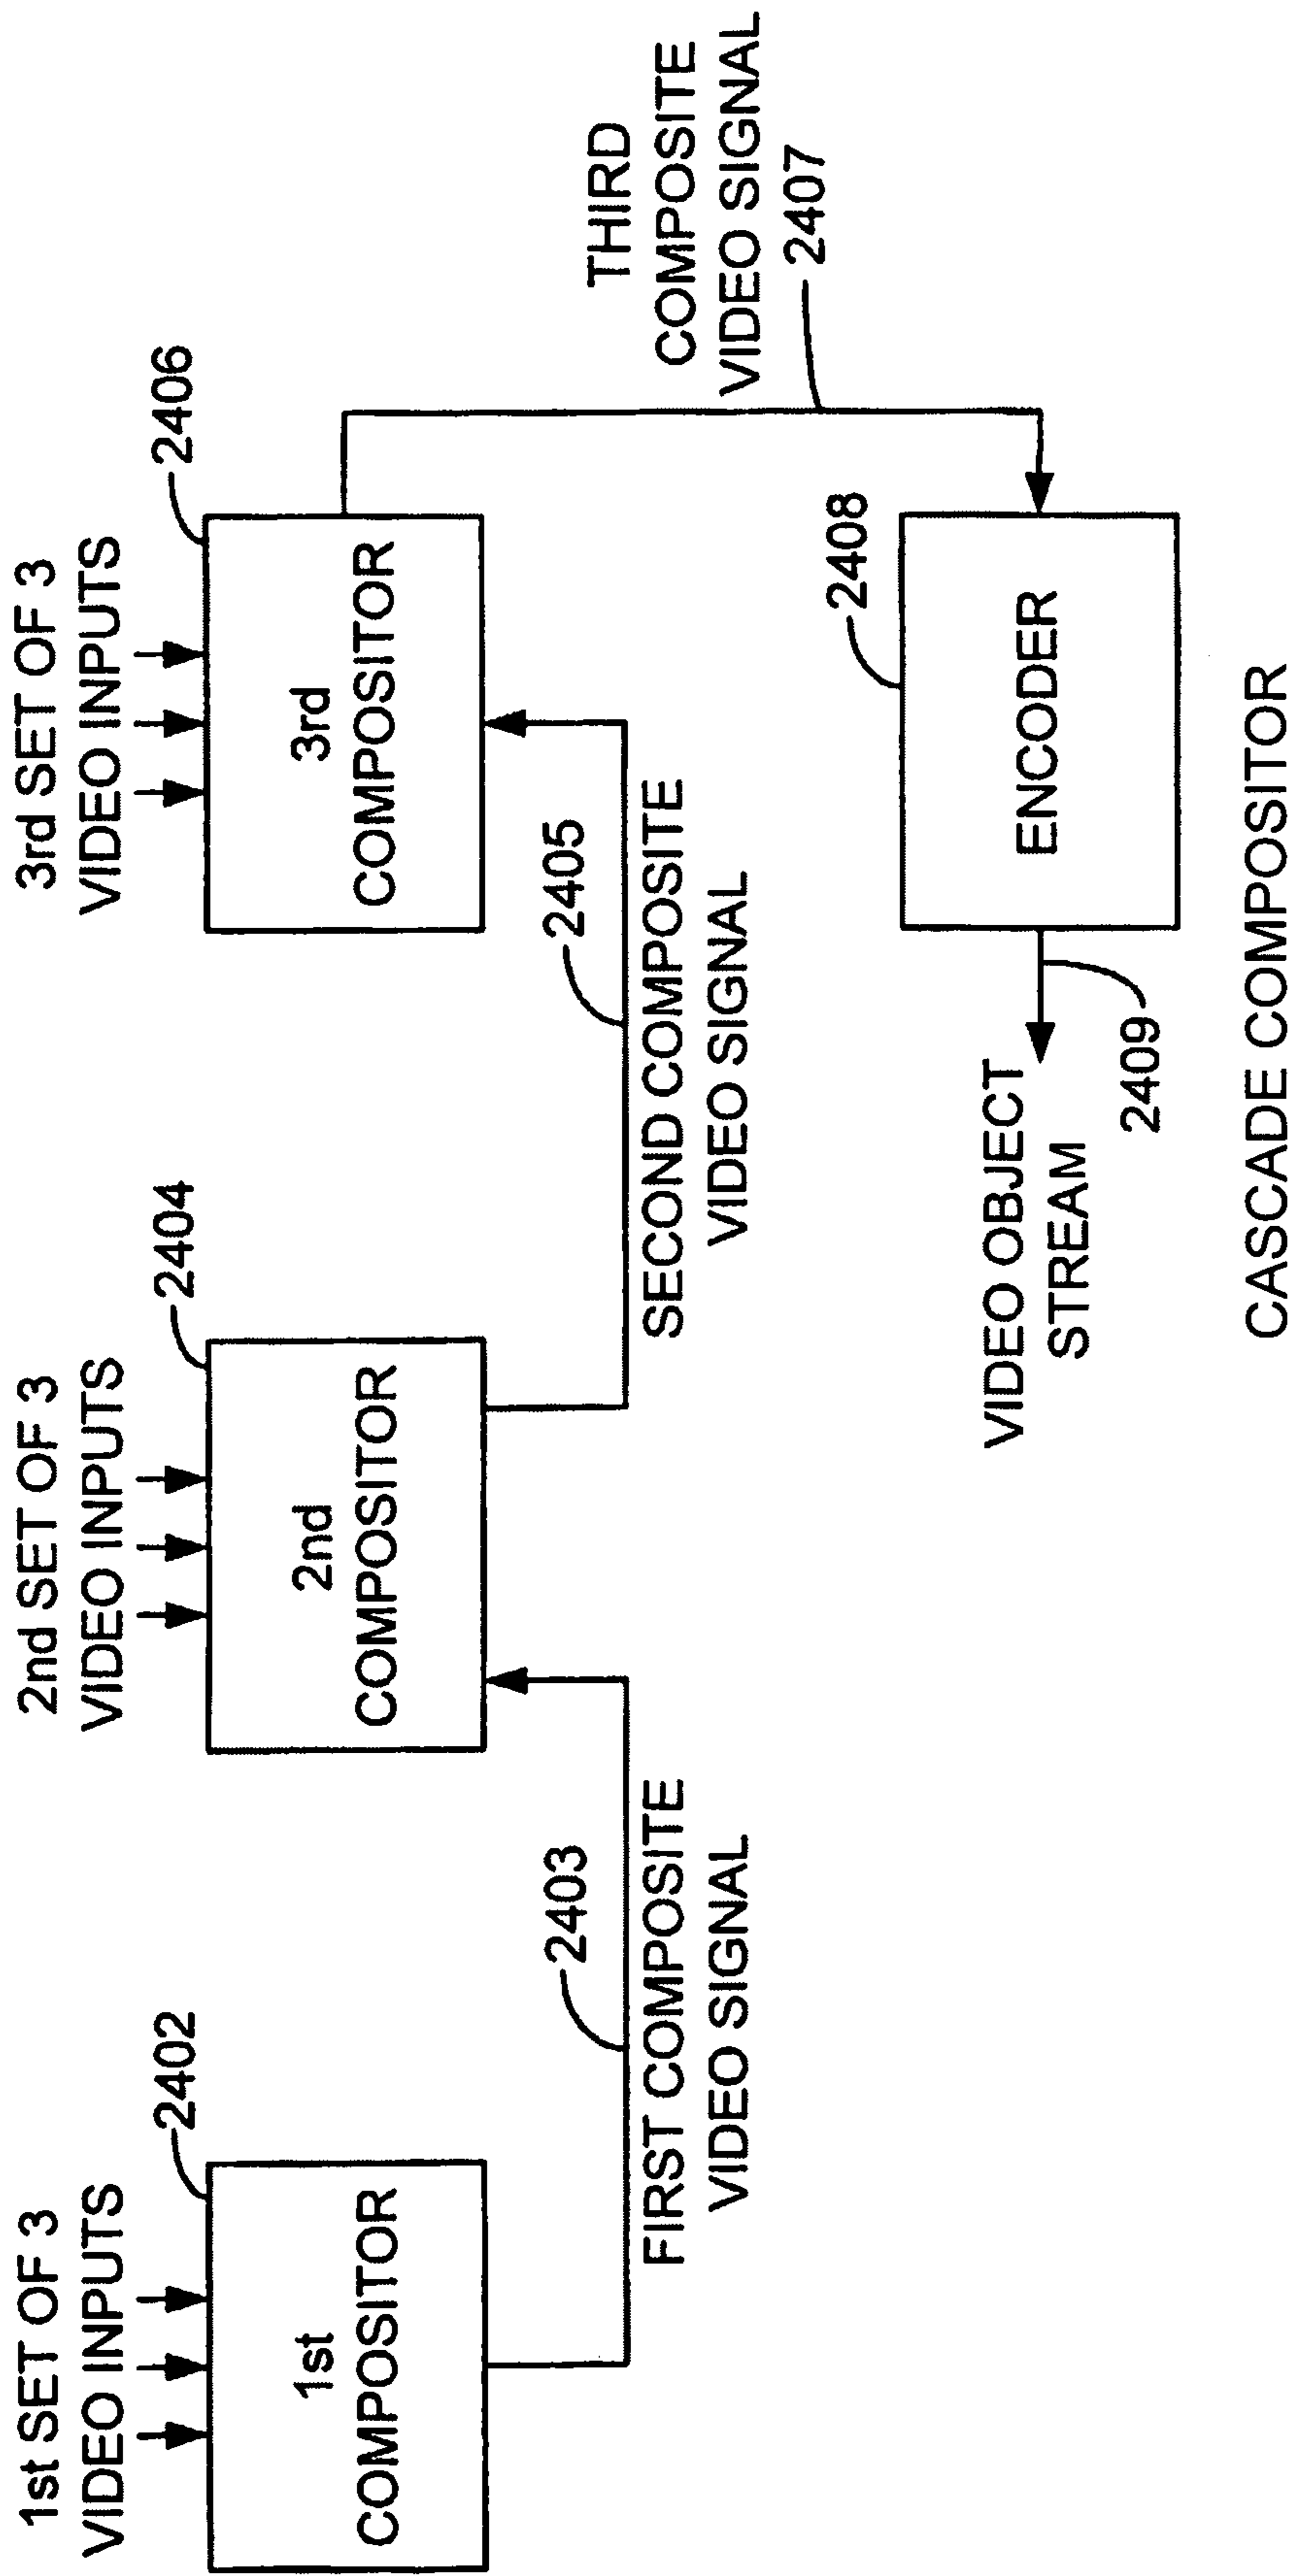 1st SET OF 3
VIDEO INPUTS
2402
1st
COMPOSITOR
2403
FIRST COMPOSITE
VIDEO SIGNAL
2nd SET OF 3
VIDEO INPUTS
2404
2nd
COMPOSITOR
2405
SECOND COMPOSITE
VIDEO SIGNAL
3rd SET OF 3
VIDEO INPUTS
2406
3rd
COMPOSITOR
THIRD
COMPOSITE
VIDEO SIGNAL
2407
2408
ENCODER
2409
VIDEO OBJECT
STREAM
CASCADE COMPOSITOR